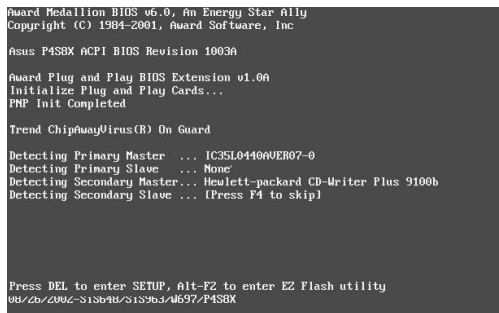 Award Medallion BIOS v6.0, An Energy Star Ally
Copyright (C) 1984-2001, Award Software, Inc
Asus P4S8X ACPI BIOS Revision 1003A
Award Plug and Play BIOS Extension v1.0A
Initialize Plug and Play Cards...
PNP Init Completed
Trend ChipAwayVirus(R) On Guard
Detecting Primary Master ... IC35L0440AVER07-0
Detecting Primary Slave ... None
Detecting Secondary Master... Hewlett-packard CD-Writer Plus 9100b
Detecting Secondary Slave ... [Press F4 to skip]
Press DEL to enter SETUP, Alt-F2 to enter EZ Flash utility
08/26/2002-SiS648/SiS963/W697/P4S8X